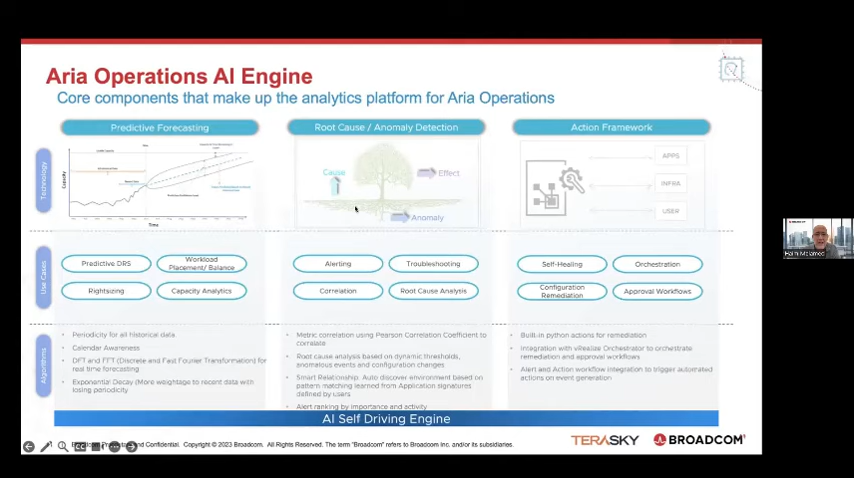 Aria Operations AI Engine
Core components that make up the analytics platform for Aria Operations
Predictive Forecasting
Root Cause / Anomaly Detection
Action Framework
Technology
Capacity
Time
Cause
Effect
Anomaly
APPS
INFRA
USER
Use Cases
Predictive DRS
Workload
Placement/ Balance
Rightsizing
Capacity Analytics
Alerting
Troubleshooting
Correlation
Root Cause Analysis
Self-Healing
Orchestration
Configuration
Remediation
Approval Workflows
Algorithms
Periodicity for all historical data
Calendar Awareness
DFT and FFT (Discrete and Fast Fourier Transformation) for
real time forecasting
Exponential Decay (More weightage to recent data with
losing periodicity
Metric correlation using Pearson Correlation Coefficient to
correlate
Root cause analysis based on dynamic thresholds,
anomalous events and configuration changes
Smart Relationship. Auto discover environment based on
pattern matching learned from Application signatures
defined by users
Alert ranking by importance and activity
Built-in python actions for remediation
Integration with vRealize Orchestrator to orchestrate
remediation and approval workflows
Alert and Action workflow integration to trigger automated
actions on event generation
AI Self Driving Engine
and Confidential. Copyright © 2023 Broadcom. All Rights Reserved. The term "Broadcom" refers to Broadcom Inc. and/or its subsidiaries.
TERASKY
BROADCOM
Haim Melamed